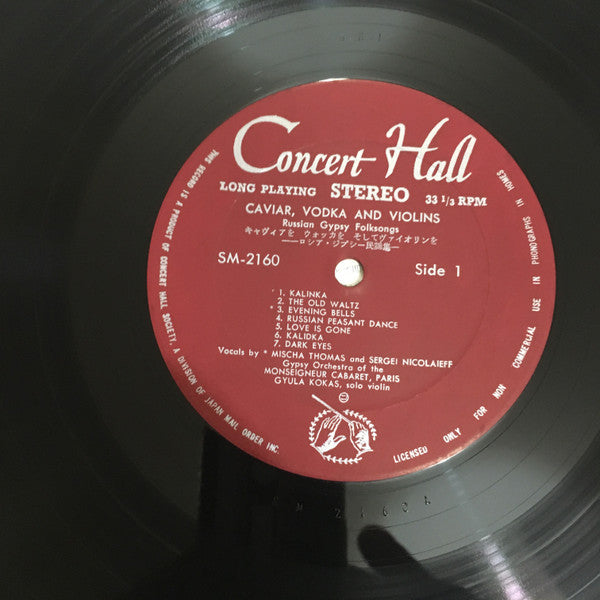 Concert Hall
LONG PLAYING STEREO 33 1/3 RPM
CAVIAR, VODKA AND VIOLINS
Russian Gypsy Folksongs
キャヴィアを ウォッカを そしてヴァイオリンを
——ロシア・ジプシー民謡集—
SM-2160 Side 1
1. KALINKA
2. THE OLD WALTZ
* 3. EVENING BELLS
4. RUSSIAN PEASANT DANCE
5. LOVE IS GONE
6. KALIDKA
7. DARK EYES
Vocals by * MISCHA THOMAS and SERGEI NICOLAIEFF
Gypsy Orchestra of the
MONSEIGNEUR CABARET, PARIS
GYULA KOKAS, solo violin
THIS RECORD IS A PRODUCT OF CONCERT HALL SOCIETY, A DIVISION OF JAPAN MAIL ORDER INC.
LICENSED ONLY FOR NON COMMERCIAL USE IN PHONOGRAPHS IN HOMES